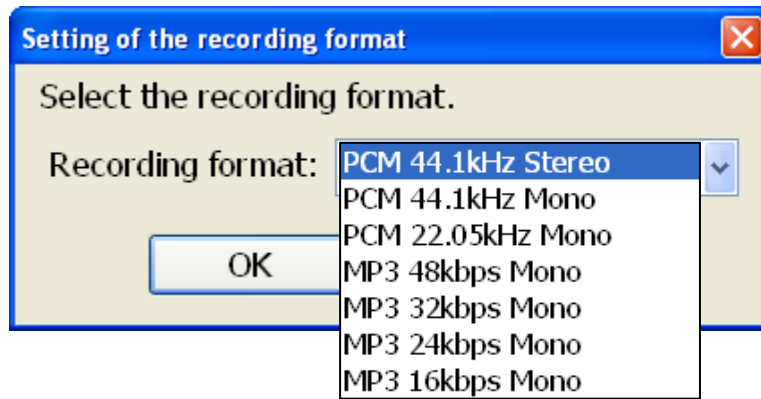 Setting of the recording format
Select the recording format.
Recording format: PCM 44.1kHz Stereo
PCM 44.1kHz Mono
PCM 22.05kHz Mono
OK
MP3 48kbps Mono
MP3 32kbps Mono
MP3 24kbps Mono
MP3 16kbps Mono